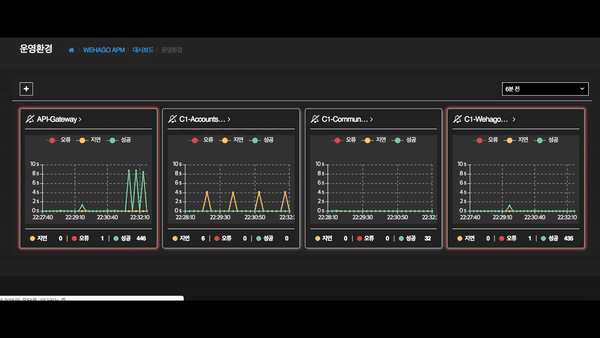 운영환경
WEHAGO APM / 대시보드 / 운영환경
+
6분 전
API-Gateway >
오류 지연 성공
10 s
8 s
6 s
4 s
2 s
0 s
22:27:40 22:29:10 22:30:40 22:32:10
지연 0 | 오류 1 | 성공 446
C1-Accounts... >
오류 지연 성공
10 s
8 s
6 s
4 s
2 s
0 s
22:28:10 22:29:30 22:30:50 22:32:
지연 6 | 오류 0 | 성공 0
C1-Commun... >
오류 지연 성공
10 s
8 s
6 s
4 s
2 s
0 s
22:28:10 22:29:30 22:30:50 22:32:
지연 0 | 오류 0 | 성공 32
C1-Wehago... >
오류 지연 성공
10 s
8 s
6 s
4 s
2 s
0 s
22:27:40 22:29:10 22:30:40 22:32:10
지연 0 | 오류 1 | 성공 435